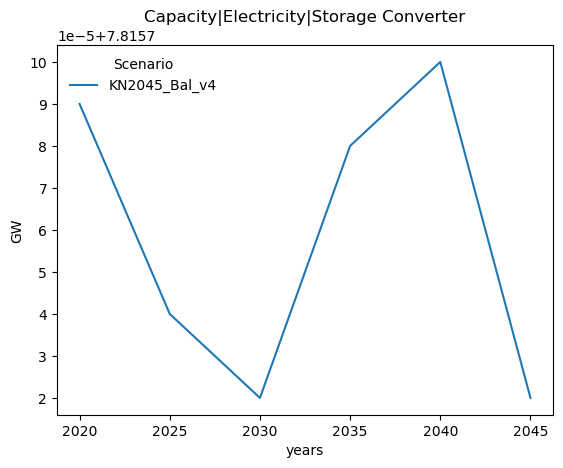 Capacity|Electricity|Storage Converter
1e−5+7.8157
10
9
8
7
6
5
4
3
2
GW
Scenario
KN2045_Bal_v4
2020 2025 2030 2035 2040 2045
years